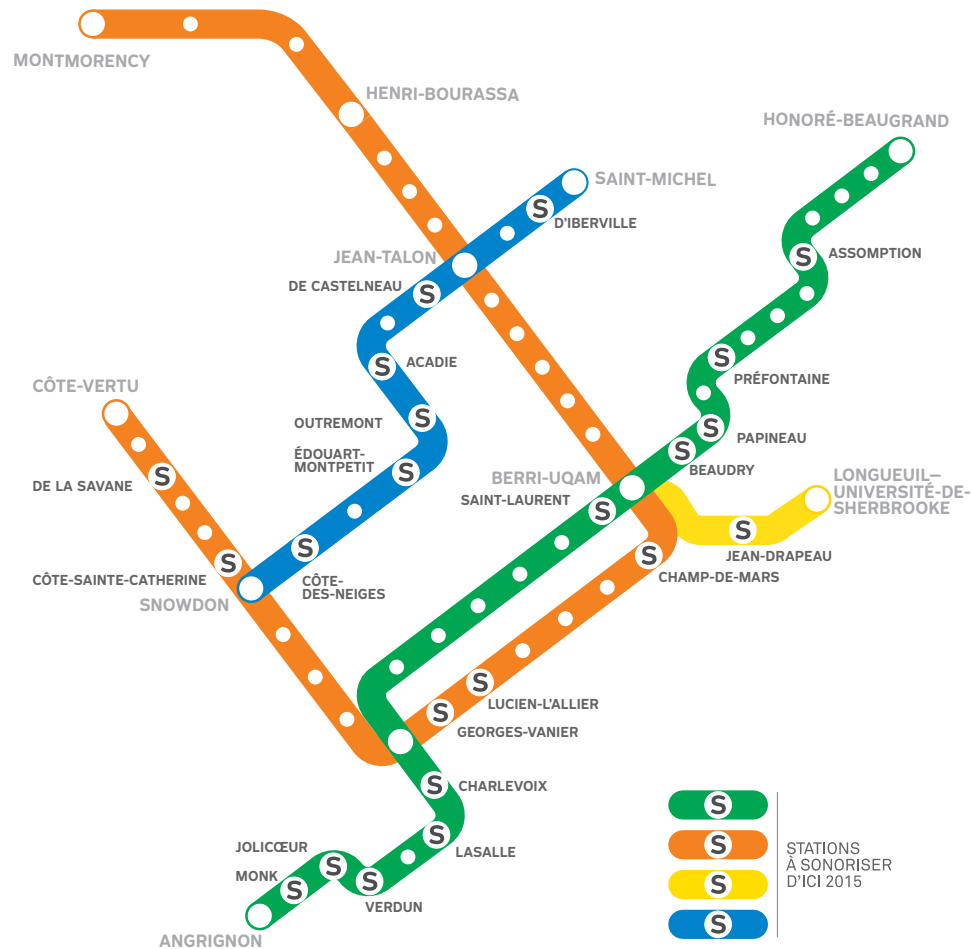 MONTMORENCY
HENRI-BOURASSA
HONORÉ-BEAUGRAND
SAINT-MICHEL
S
D'IBERVILLE
JEAN-TALON
S
ASSOMPTION
DE CASTELNEAU
S
S
ACADIE
S
PRÉFONTAINE
CÔTE-VERTU
OUTREMONT
S
S
PAPINEAU
ÉDOUART-
MONTPETIT
S
S
BEAUDRY
DE LA SAVANE
S
BERRI-UQAM
SAINT-LAURENT
S
LONGUEUIL–
UNIVERSITÉ-DE-
SHERBROOKE
S
JEAN-DRAPEAU
CÔTE-SAINTE-CATHERINE
S
S
CÔTE-
DES-NEIGES
S
CHAMP-DE-MARS
SNOWDON
S
LUCIEN-L'ALLIER
S
GEORGES-VANIER
S
CHARLEVOIX
S
LASALLE
JOLICŒUR
S
MONK
S
S
VERDUN
ANGRIGNON
S
S
S
S
STATIONS
À SONORISER
D'ICI 2015